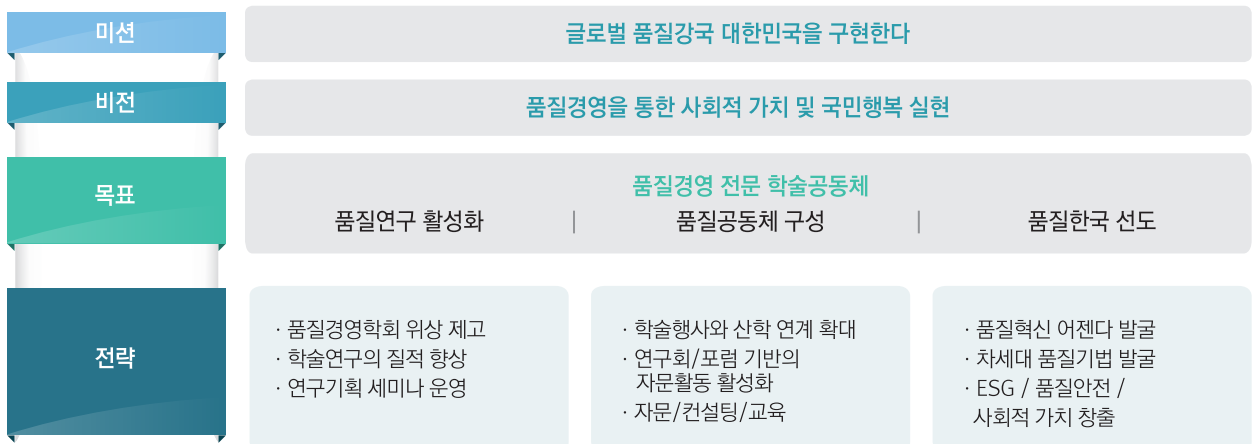 미션
글로벌 품질강국 대한민국을 구현한다
비전
품질경영을 통한 사회적 가치 및 국민행복 실현
목표
품질경영 전문 학술공동체
품질연구 활성화 | 품질공동체 구성 | 품질한국 선도
전략
· 품질경영학회 위상 제고
· 학술연구의 질적 향상
· 연구기획 세미나 운영
· 학술행사와 산학 연계 확대
· 연구회/포럼 기반의
자문활동 활성화
· 자문/컨설팅/교육
· 품질혁신 어젠다 발굴
· 차세대 품질기법 발굴
· ESG / 품질안전 /
사회적 가치 창출